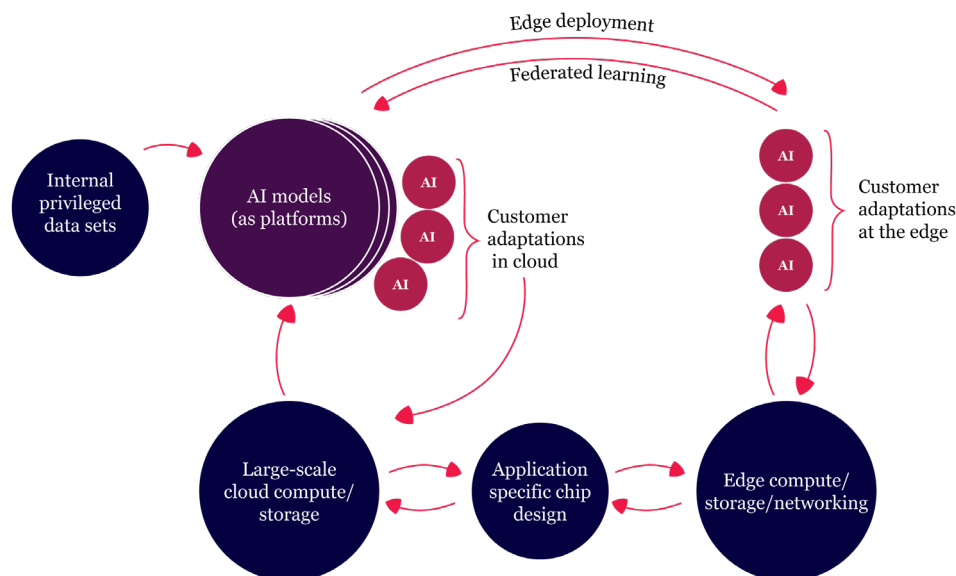 Edge deployment
Federated learning
Internal
privileged
data sets
AI models
(as platforms)
AI
AI
AI
Customer
adaptations
in cloud
AI
AI
AI
Customer
adaptations
at the edge
Large-scale
cloud compute/
storage
Application
specific chip
design
Edge compute/
storage/networking